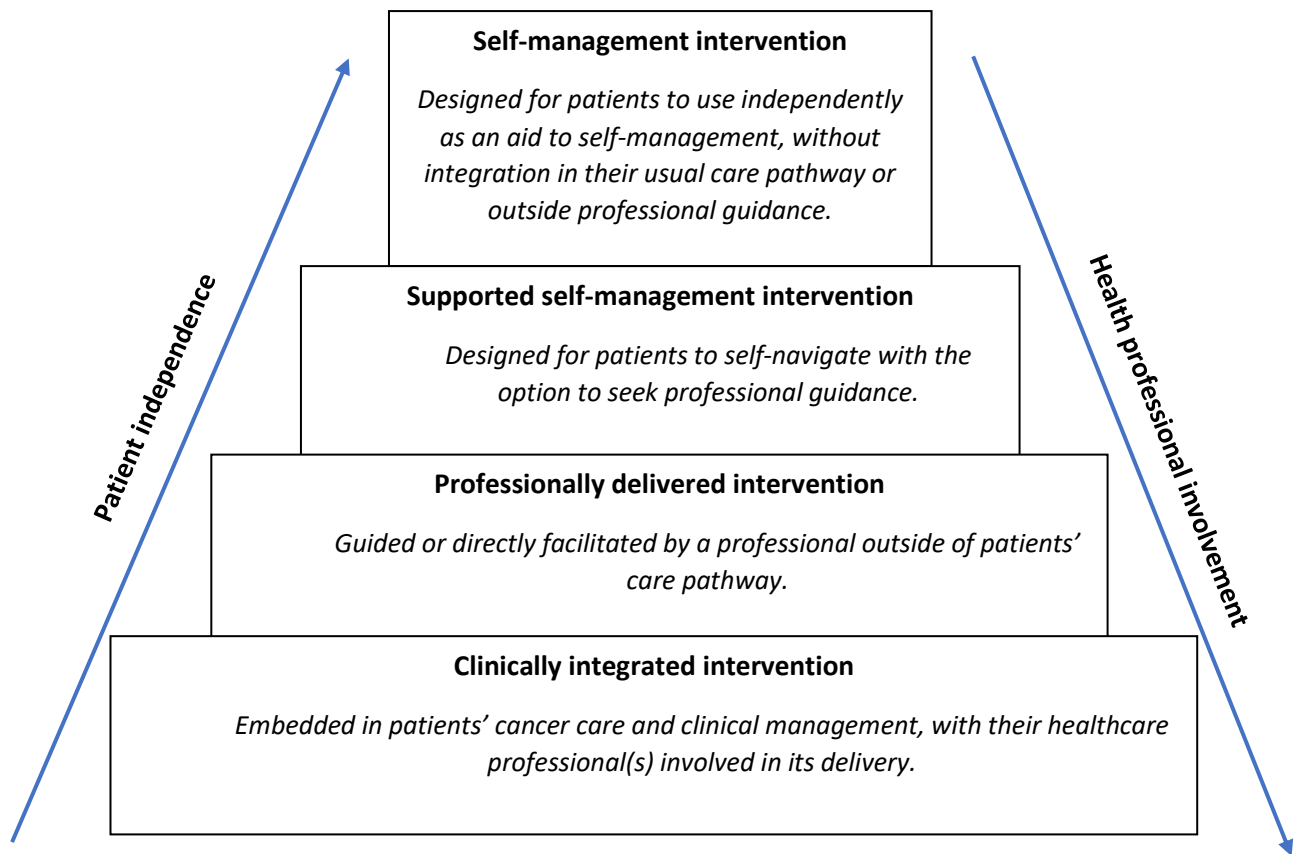 Self-management intervention
Designed for patients to use independently
as an aid to self-management, without
integration in their usual care pathway or
outside professional guidance.
Patient independence
Health professional involvement
Supported self-management intervention
Designed for patients to self-navigate with the
option to seek professional guidance.
Professionally delivered intervention
Guided or directly facilitated by a professional outside of patients’
care pathway.
Clinically integrated intervention
Embedded in patients’ cancer care and clinical management, with their healthcare
professional(s) involved in its delivery.